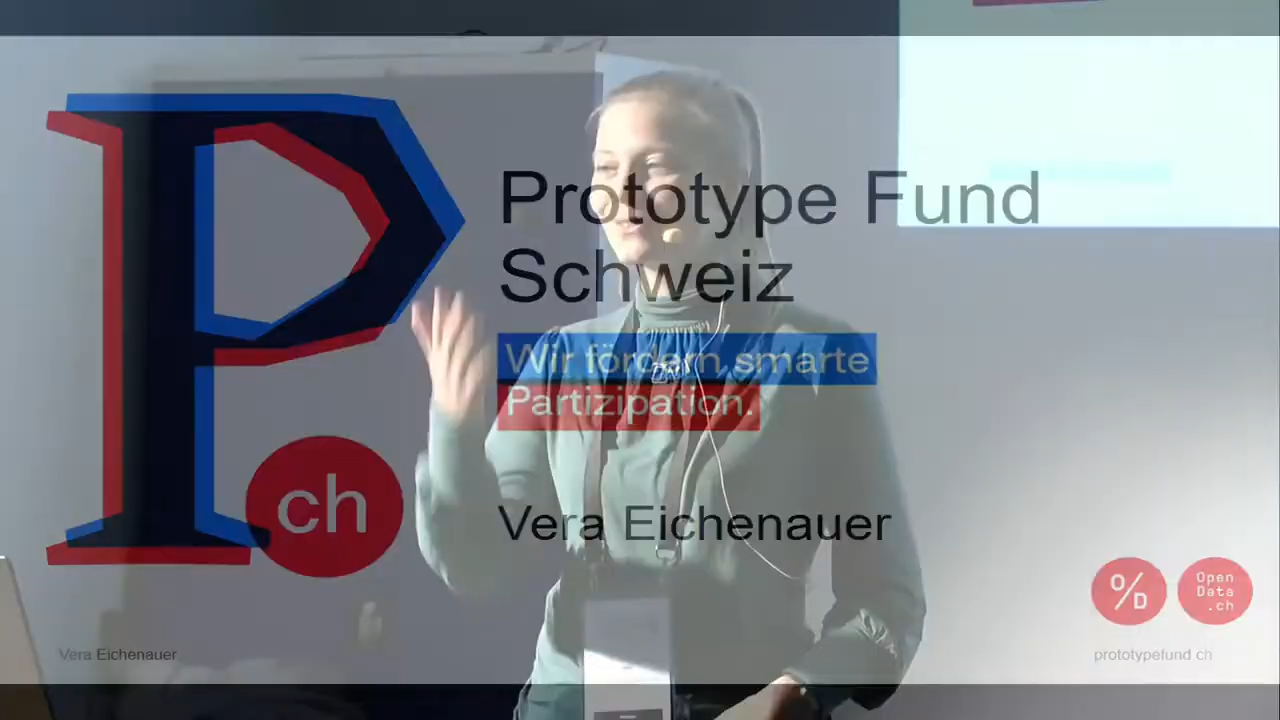 Prototype Fund
Schweiz
Wir fördern smarte
Partizipation.
ch
Vera Eichenauer
%D
Open
Data
.ch
Vera Eichenauer
prototypefund ch